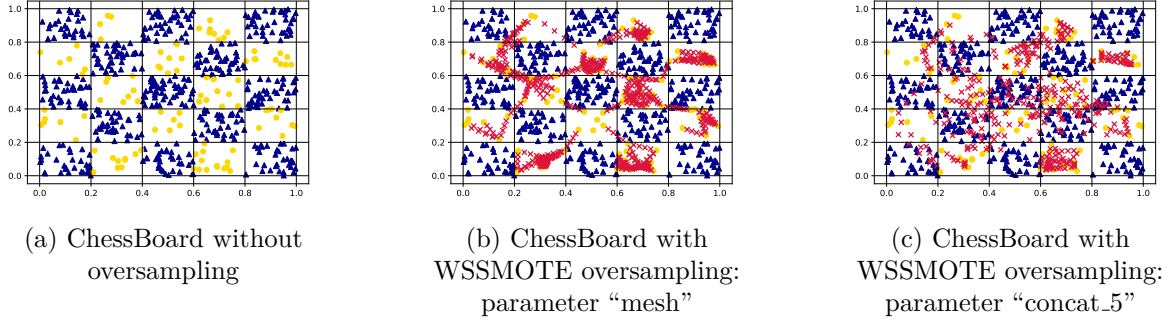 1.0
0.8
0.6
0.4
0.2
0.0
0.0 0.2 0.4 0.6 0.8 1.0
(a) ChessBoard without
oversampling
1.0
0.8
0.6
0.4
0.2
0.0
0.0 0.2 0.4 0.6 0.8 1.0
(b) ChessBoard with
WSSMOTE oversampling:
parameter “mesh”
1.0
0.8
0.6
0.4
0.2
0.0
0.0 0.2 0.4 0.6 0.8 1.0
(c) ChessBoard with
WSSMOTE oversampling:
parameter “concat_5”